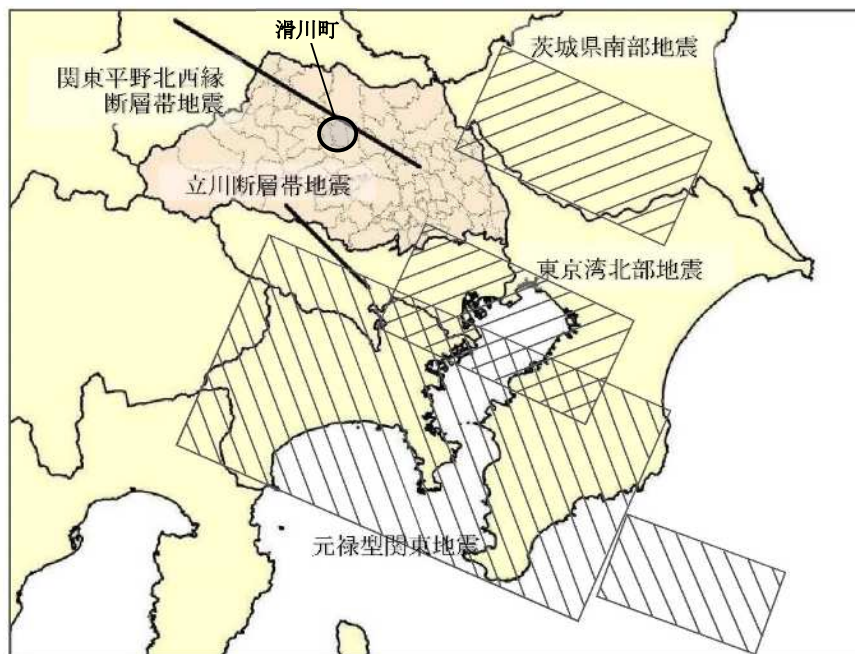 滑川町
茨城県南部地震
関東平野北西縁
断層帯地震
立川断層帯地震
東京湾北部地震
元禄型関東地震